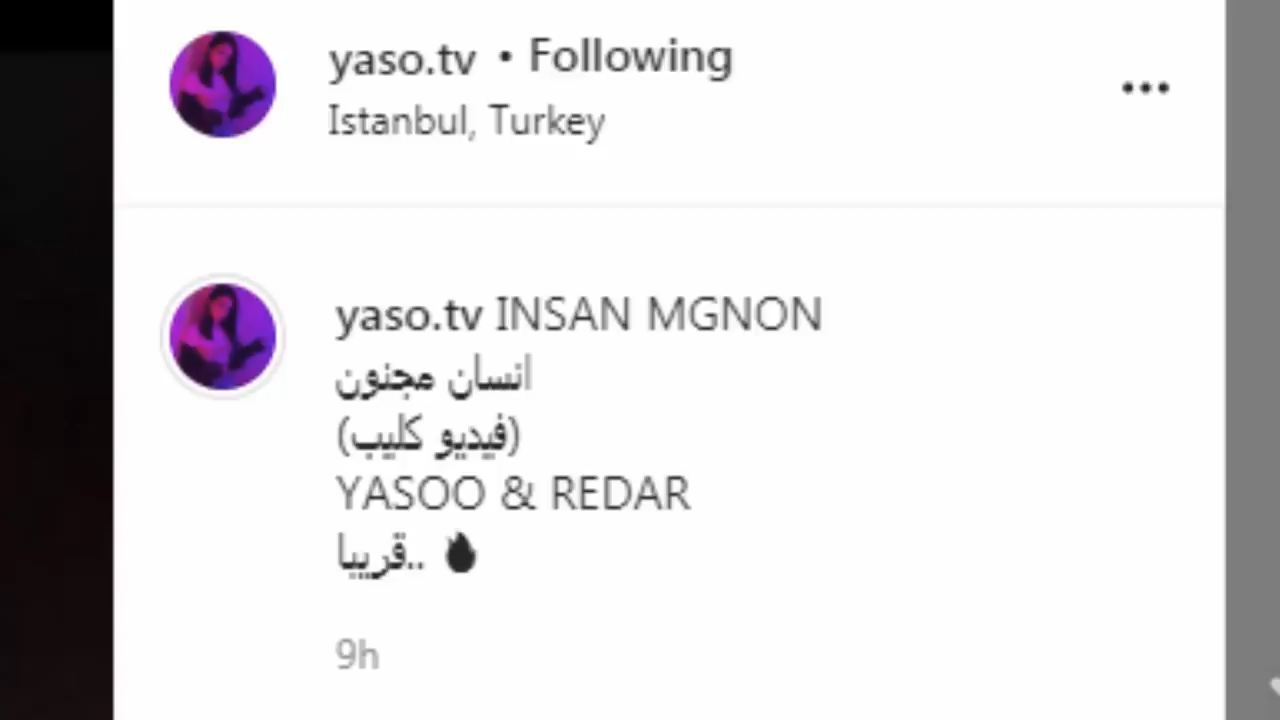 yaso.tv • Following
Istanbul, Turkey
yaso.tv INSAN MGNON
انسان مجنون
(فيديو كليب)
YASOO & REDAR
قريبا..
9h